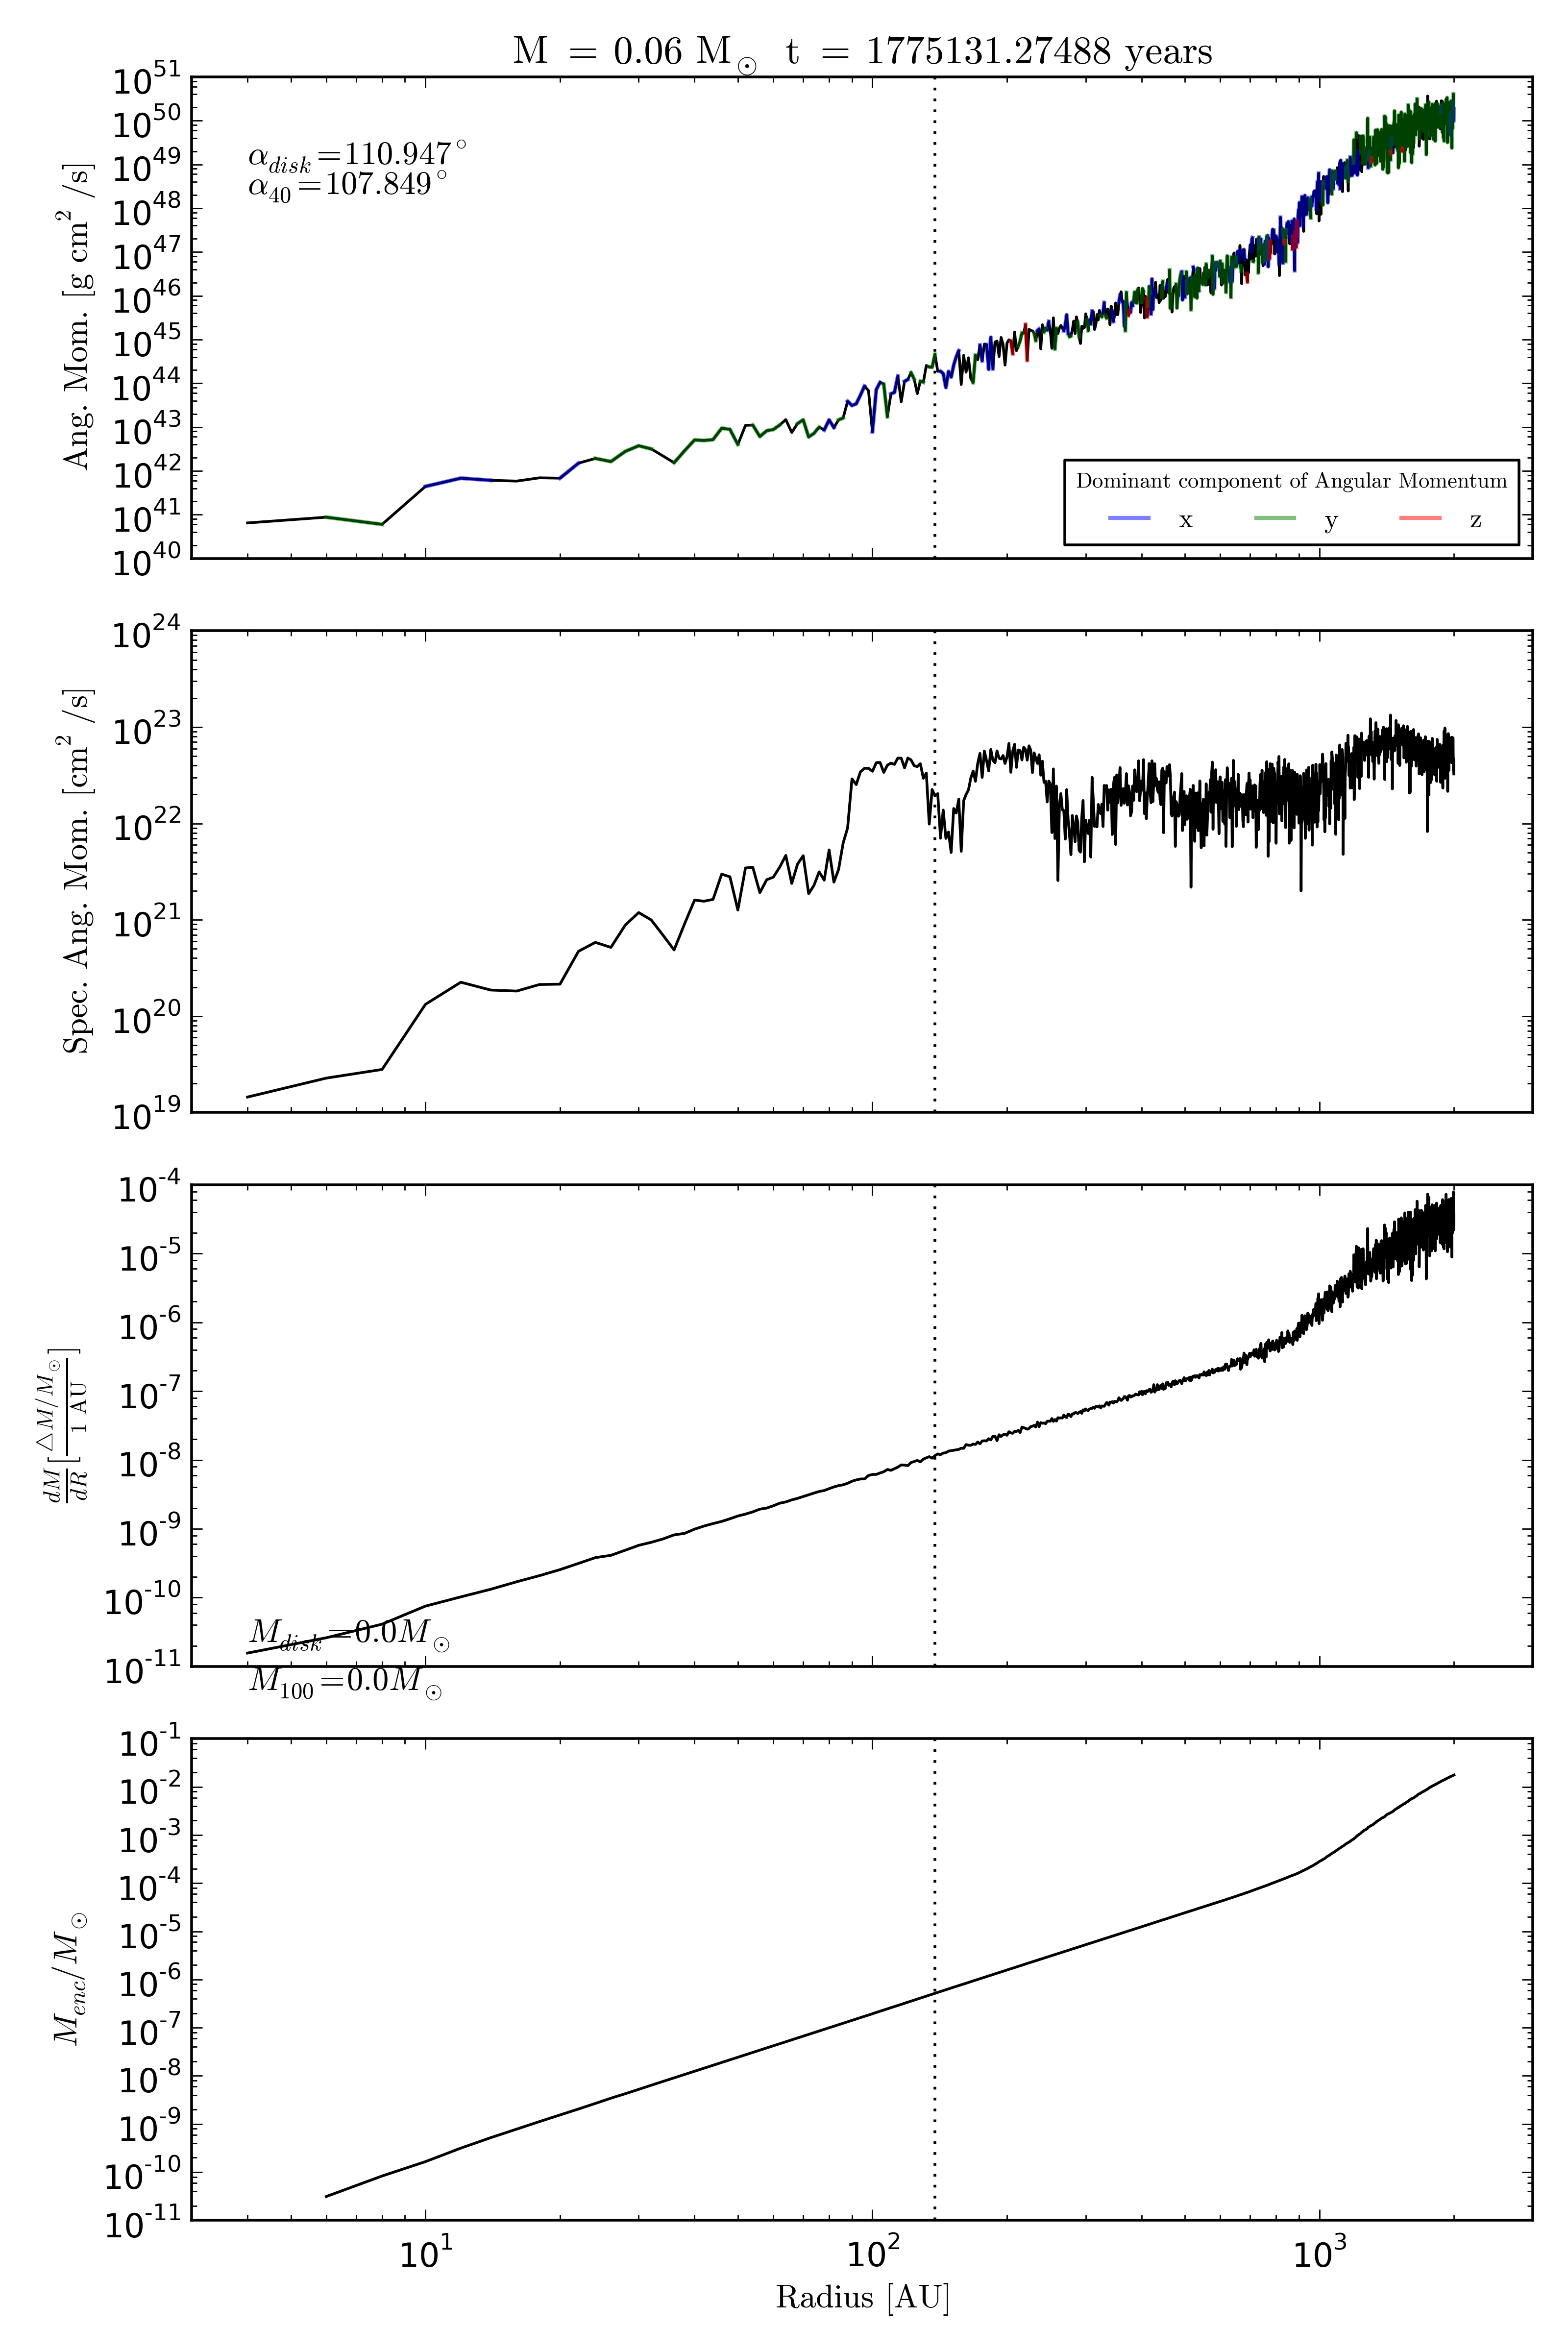 M = 0.06 M☉ t = 1775131.27488 years
10^51
10^50
10^49
10^48
10^47
10^46
10^45
10^44
10^43
10^42
10^41
10^40
Ang. Mom. [g cm^2 /s]
α_disk=110.947°
α_40=107.849°
Dominant component of Angular Momentum
x y z
10^24
10^23
10^22
10^21
10^20
10^19
Spec. Ang. Mom. [cm^2 /s]
10^-4
10^-5
10^-6
10^-7
10^-8
10^-9
10^-10
10^-11
dM/dR [△M/M☉ / 1 AU]
M_disk=0.0M☉
M_100=0.0M☉
10^-1
10^-2
10^-3
10^-4
10^-5
10^-6
10^-7
10^-8
10^-9
10^-10
10^-11
M_enc/M☉
10^1 10^2 10^3
Radius [AU]